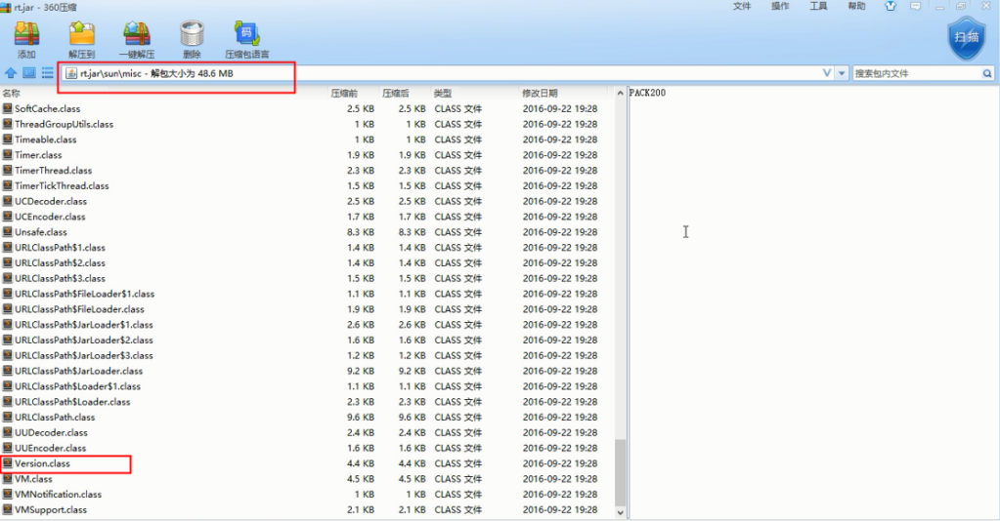 rt.jar - 360压缩
文件 操作 工具 帮助
添加 解压到 一键解压 删除 压缩包语言
码
扫描
rt.jar\sun\misc - 解包大小为 48.6 MB
搜索包内文件
名称 压缩前 压缩后 类型 修改日期
PACK200
SoftCache.class 2.5 KB 2.5 KB CLASS 文件 2016-09-22 19:28
ThreadGroupUtils.class 1 KB 1 KB CLASS 文件 2016-09-22 19:28
Timeable.class 1 KB 1 KB CLASS 文件 2016-09-22 19:28
Timer.class 1.9 KB 1.9 KB CLASS 文件 2016-09-22 19:28
TimerThread.class 2.3 KB 2.3 KB CLASS 文件 2016-09-22 19:28
TimerTickThread.class 1.5 KB 1.5 KB CLASS 文件 2016-09-22 19:28
UCDecoder.class 2.5 KB 2.5 KB CLASS 文件 2016-09-22 19:28
UCEncoder.class 1.7 KB 1.7 KB CLASS 文件 2016-09-22 19:28
Unsafe.class 8.3 KB 8.3 KB CLASS 文件 2016-09-22 19:28
URLClassPath$1.class 1.4 KB 1.4 KB CLASS 文件 2016-09-22 19:28
URLClassPath$2.class 1.4 KB 1.4 KB CLASS 文件 2016-09-22 19:28
URLClassPath$3.class 1.5 KB 1.5 KB CLASS 文件 2016-09-22 19:28
URLClassPath$FileLoader$1.class 1.1 KB 1.1 KB CLASS 文件 2016-09-22 19:28
URLClassPath$FileLoader.class 1.9 KB 1.9 KB CLASS 文件 2016-09-22 19:28
URLClassPath$JarLoader$1.class 2.6 KB 2.6 KB CLASS 文件 2016-09-22 19:28
URLClassPath$JarLoader$2.class 1.6 KB 1.6 KB CLASS 文件 2016-09-22 19:28
URLClassPath$JarLoader$3.class 1.2 KB 1.2 KB CLASS 文件 2016-09-22 19:28
URLClassPath$JarLoader.class 9.2 KB 9.2 KB CLASS 文件 2016-09-22 19:28
URLClassPath$Loader$1.class 1.1 KB 1.1 KB CLASS 文件 2016-09-22 19:28
URLClassPath$Loader.class 2.3 KB 2.3 KB CLASS 文件 2016-09-22 19:28
URLClassPath.class 9.6 KB 9.6 KB CLASS 文件 2016-09-22 19:28
UUDecoder.class 2.4 KB 2.4 KB CLASS 文件 2016-09-22 19:28
UUEncoder.class 1.6 KB 1.6 KB CLASS 文件 2016-09-22 19:28
Version.class 4.4 KB 4.4 KB CLASS 文件 2016-09-22 19:28
VM.class 4.5 KB 4.5 KB CLASS 文件 2016-09-22 19:28
VMNotification.class 1 KB 1 KB CLASS 文件 2016-09-22 19:28
VMSupport.class 2.1 KB 2.1 KB CLASS 文件 2016-09-22 19:28